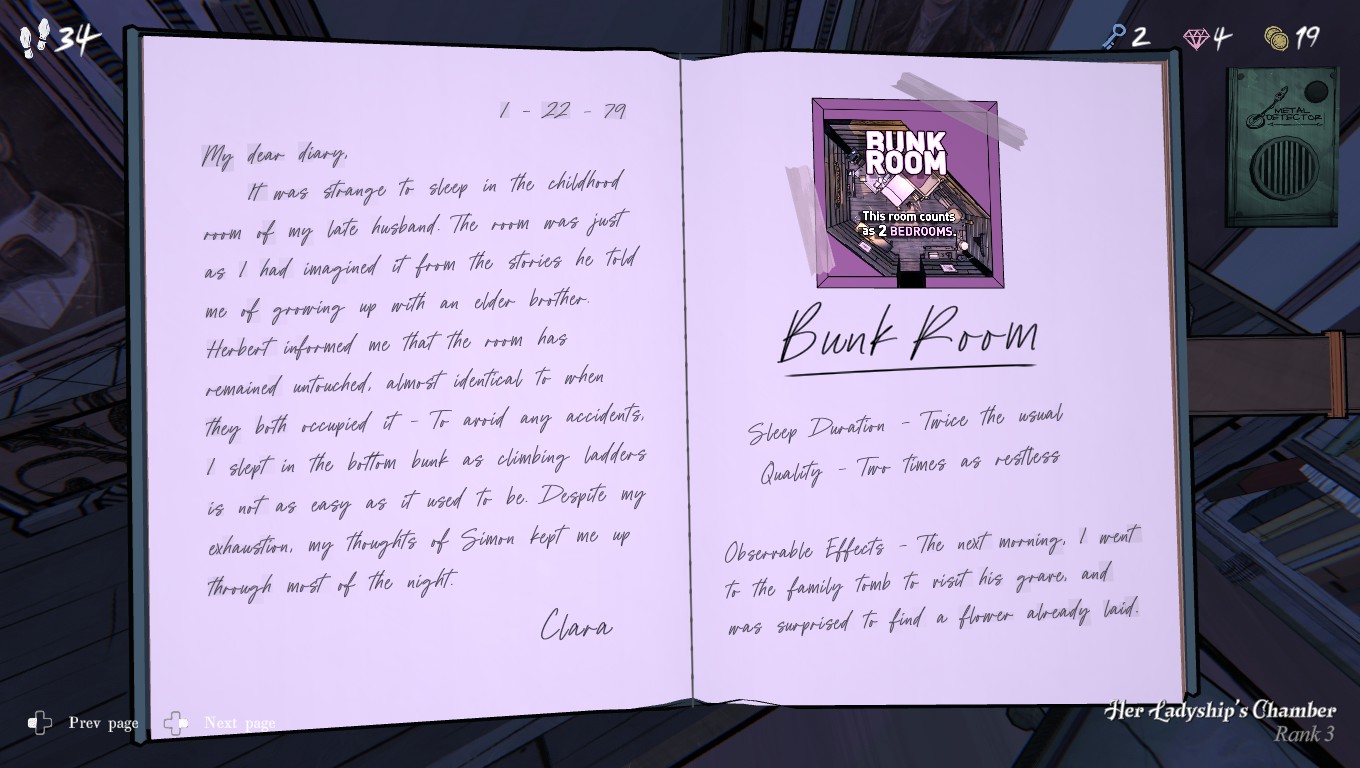 34
2
4
19
METAL
DETECTOR
1 - 22 - 79
My dear diary,
It was strange to sleep in the childhood
room of my late husband. The room was just
as I had imagined it from the stories he told
me of growing up with an elder brother.
Herbert informed me that the room has
remained untouched, almost identical to when
they both occupied it - To avoid any accidents,
I slept in the bottom bunk as climbing ladders
is not as easy as it used to be. Despite my
exhaustion, my thoughts of Simon kept me up
through most of the night.
Clara
BUNK
ROOM
This room counts
as 2 BEDROOMS.
Bunk Room
Sleep Duration - Twice the usual
Quality - Two times as restless
Observable Effects - The next morning, I went
to the family tomb to visit his grave, and
was surprised to find a flower already laid.
Prev page
Next page
Her Ladyship's Chamber
Rank 3